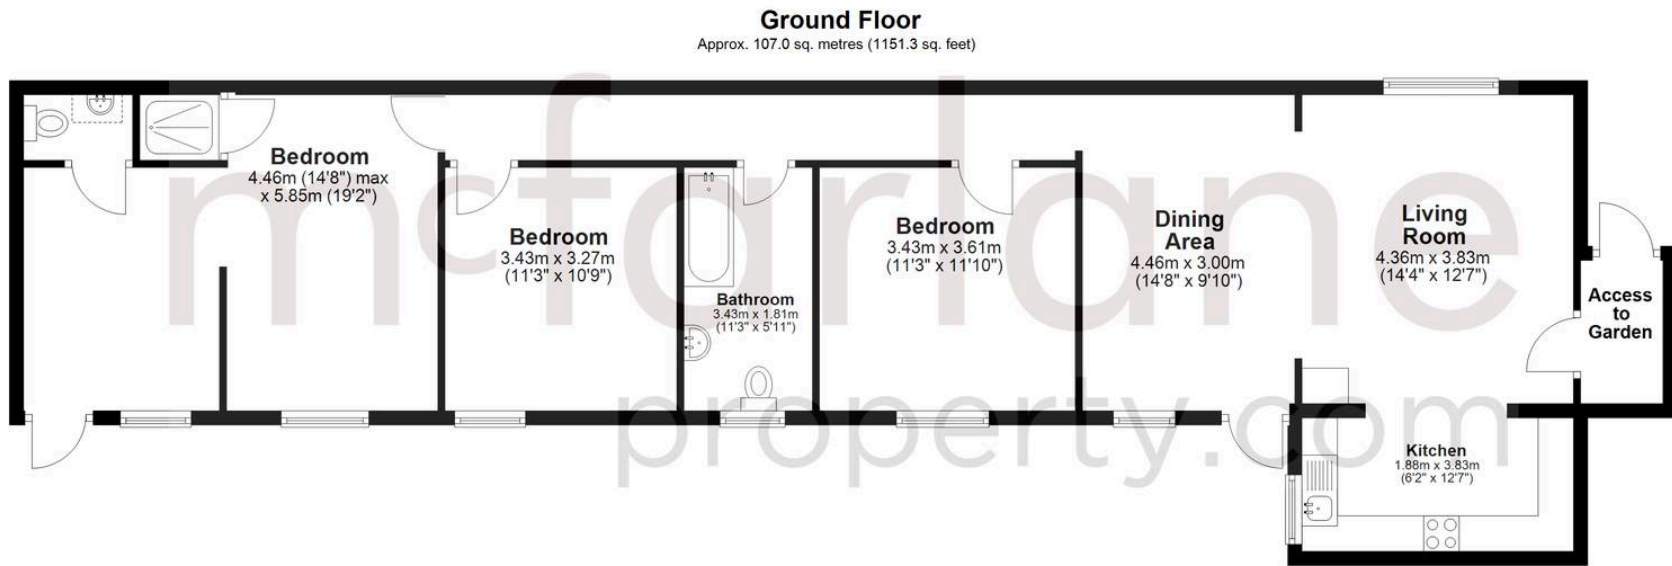 Ground Floor
Approx. 107.0 sq. metres (1151.3 sq. feet)
Bedroom
4.46m (14'8") max
x 5.85m (19'2")
Bedroom
3.43m x 3.27m
(11'3" x 10'9")
Bathroom
3.43m x 1.81m
(11'3" x 5'11")
Bedroom
3.43m x 3.61m
(11'3" x 11'10")
Dining
Area
4.46m x 3.00m
(14'8" x 9'10")
Living
Room
4.36m x 3.83m
(14'4" x 12'7")
Access
to
Garden
Kitchen
1.88m x 3.83m
(6'2" x 12'7")
mcfarlane
property.com